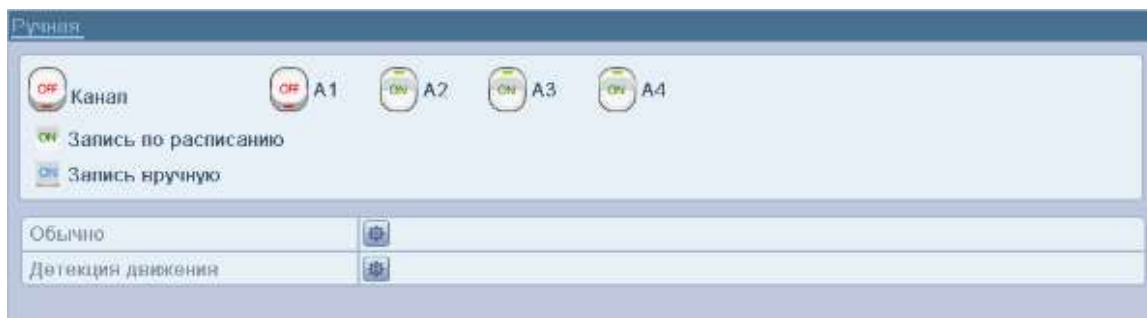 Ручная
OFF Канал OFF A1 ON A2 ON A3 ON A4
ON Запись по расписанию
ON Запись вручную
Обычно
Детекция движения